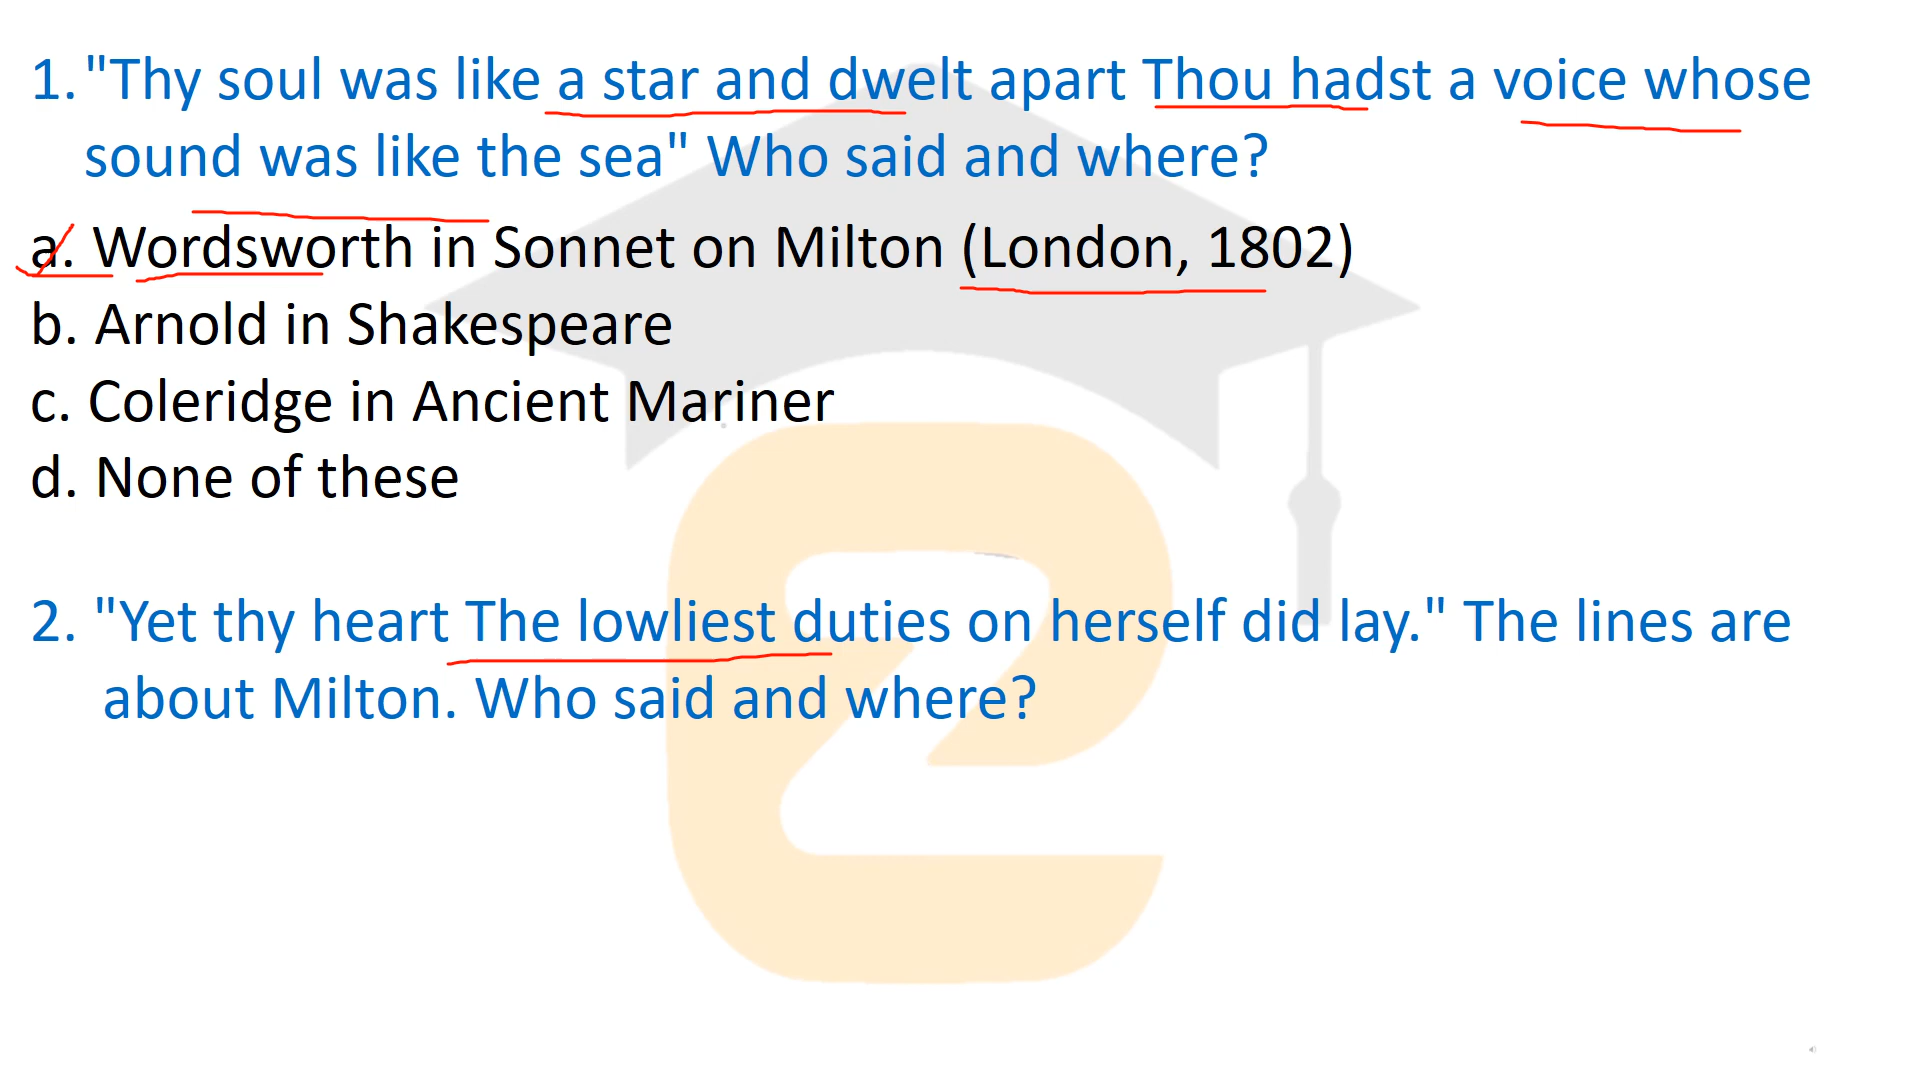 1. "Thy soul was like a star and dwelt apart Thou hadst a voice whose
sound was like the sea" Who said and where?
a. Wordsworth in Sonnet on Milton (London, 1802)
b. Arnold in Shakespeare
c. Coleridge in Ancient Mariner
d. None of these
2. "Yet thy heart The lowliest duties on herself did lay." The lines are
about Milton. Who said and where?